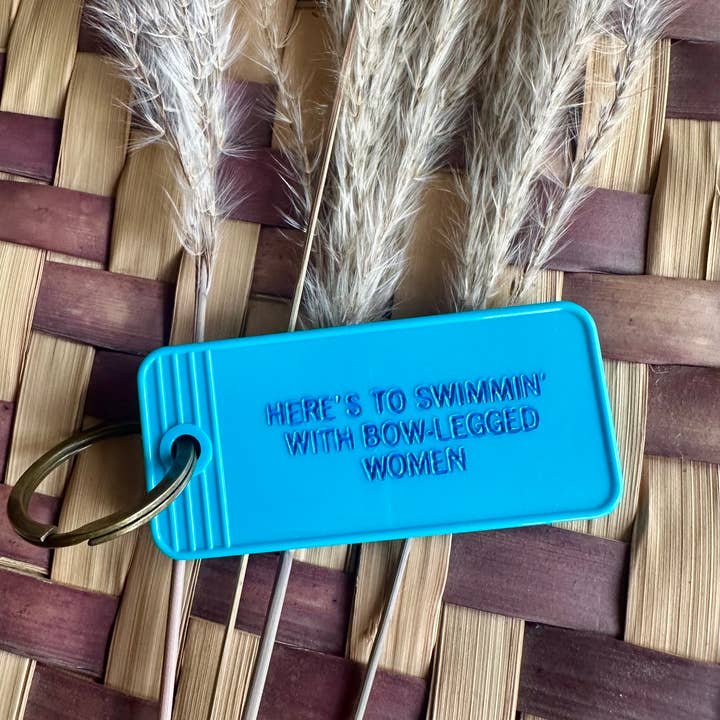 HERE'S TO SWIMMIN'
WITH BOW-LEGGED
WOMEN